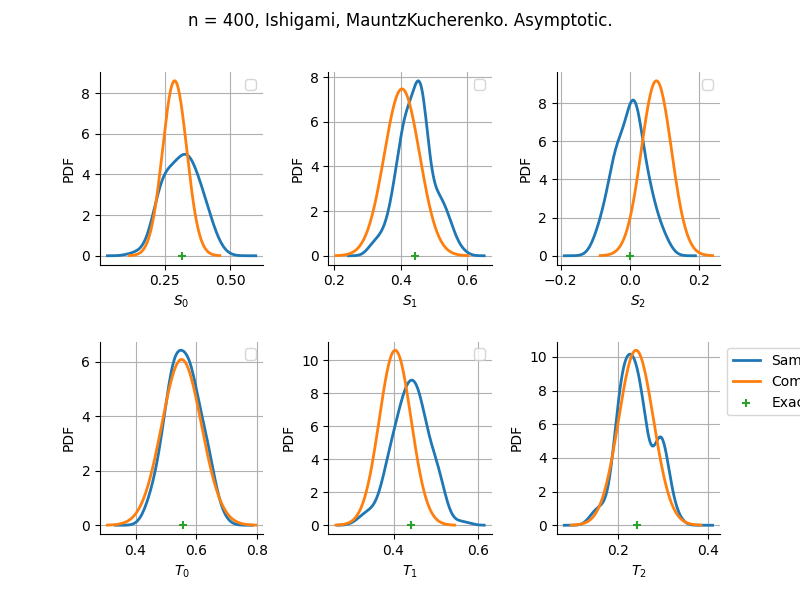 n = 400, Ishigami, MauntzKucherenko. Asymptotic.
PDF
8
6
4
2
0
0.25 0.50
S₀
PDF
8
6
4
2
0
0.2 0.4 0.6
S₁
PDF
8
6
4
2
0
−0.2 0.0 0.2
S₂
PDF
6
4
2
0
0.4 0.6 0.8
T₀
PDF
10
8
6
4
2
0
0.4 0.6
T₁
PDF
10
8
6
4
2
0
0.2 0.4
T₂
Sam
Com
Exac